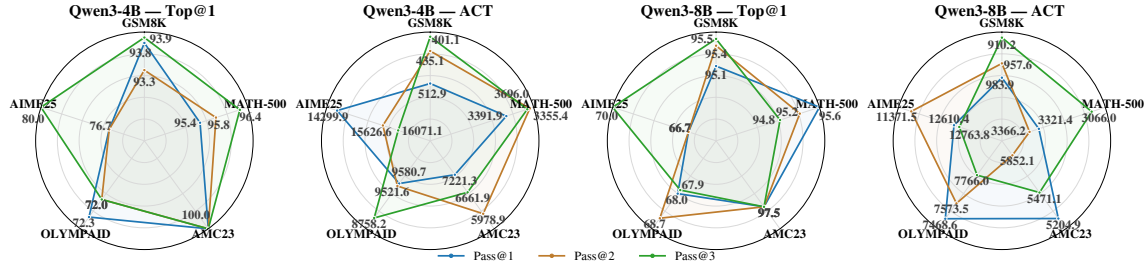 Qwen3-4B — Top@1
GSM8K
93.9
93.8
93.3
AIME25
80.0
76.7
MATH-500
96.4
95.8
95.4
72.0
72.3
OLYMPAID
100.0
AMC23
Qwen3-4B — ACT
GSM8K
401.1
435.1
512.9
AIME25
14299.9
15626.6
16071.1
3696.0
MATH-500
3391.9
3355.4
9580.7
9521.6
8758.2
OLYMPAID
7221.3
6661.9
5978.9
AMC23
Qwen3-8B — Top@1
GSM8K
95.5
95.4
95.1
AIME25
70.0
66.7
MATH-500
95.6
95.2
94.8
67.9
68.0
68.7
OLYMPAID
97.5
AMC23
Qwen3-8B — ACT
GSM8K
910.2
957.6
983.9
AIME25
11371.5
12610.4
12763.8
MATH-500
3066.0
3321.4
3366.2
7766.0
7573.5
7468.6
OLYMPAID
5852.1
5471.1
5204.9
AMC23
Pass@1 Pass@2 Pass@3